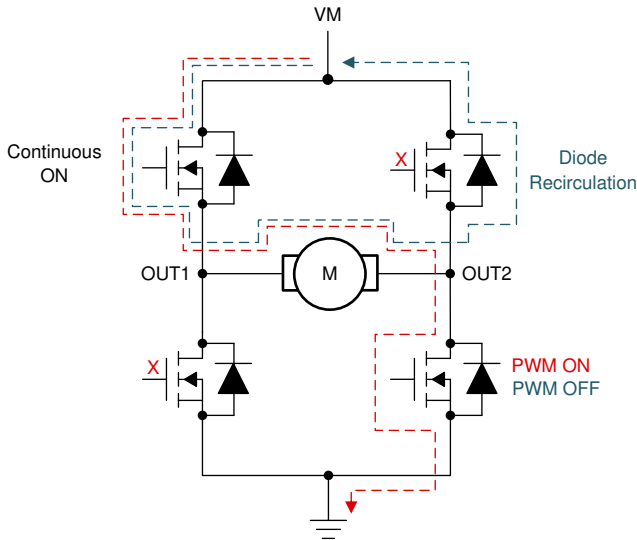 VM
Continuous
ON
X
Diode
Recirculation
OUT1
M
OUT2
X
PWM ON
PWM OFF